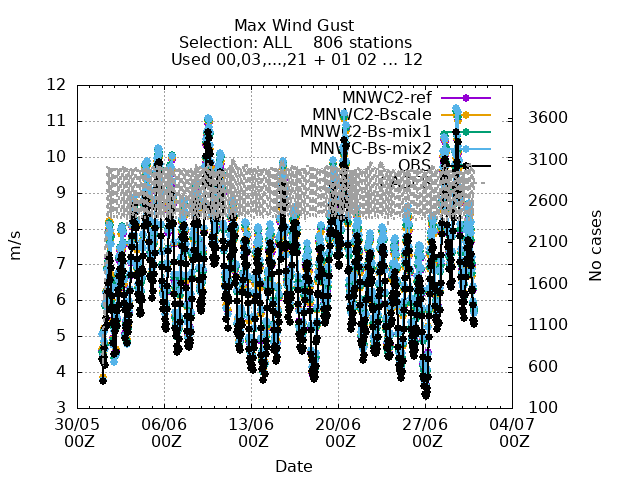 Max Wind Gust
Selection: ALL    806 stations
Used 00,03,...,21 + 01 02 ... 12
MNWC2-ref
MNWC2-Bscale
MNWC2-Bs-mix1
MNWC-Bs-mix2
OBS
m/s
12
11
10
9
8
7
6
5
4
3
No cases
3600
3100
2600
2100
1600
1100
600
100
30/05 06/06 13/06 20/06 27/06 04/07
00Z 00Z 00Z 00Z 00Z 00Z
Date